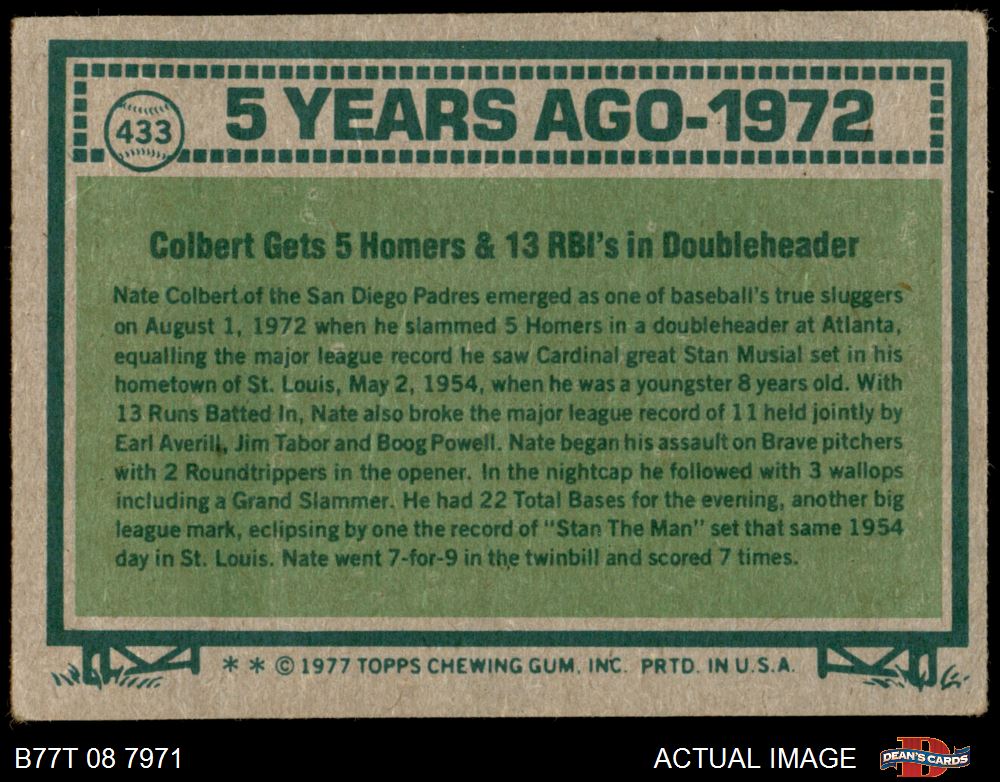 433
5 YEARS AGO-1972
Colbert Gets 5 Homers & 13 RBI's in Doubleheader
Nate Colbert of the San Diego Padres emerged as one of baseball's true sluggers
on August 1, 1972 when he slammed 5 Homers in a doubleheader at Atlanta,
equalling the major league record he saw Cardinal great Stan Musial set in his
hometown of St. Louis, May 2, 1954, when he was a youngster 8 years old. With
13 Runs Batted In, Nate also broke the major league record of 11 held jointly by
Earl Averill, Jim Tabor and Boog Powell. Nate began his assault on Brave pitchers
with 2 Roundtrippers in the opener. In the nightcap he followed with 3 wallops
including a Grand Slammer. He had 22 Total Bases for the evening, another big
league mark, eclipsing by one the record of "Stan The Man" set that same 1954
day in St. Louis. Nate went 7-for-9 in the twinbill and scored 7 times.
* * © 1977 TOPPS CHEWING GUM, INC. PRTD. IN U.S.A.
B77T 08 7971
ACTUAL IMAGE
DEAN'S CARDS